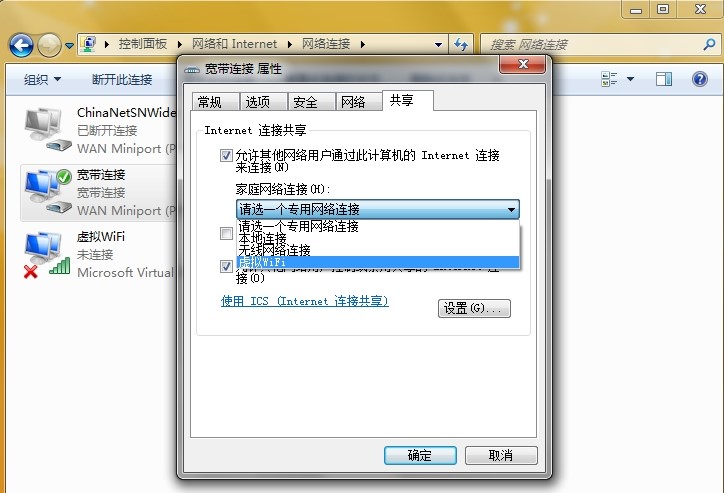 控制面板 ▸ 网络和 Internet ▸ 网络连接 ▸
搜索 网络连接
组织 断开此连接
ChinaNetSNWide
已断开连接
WAN Miniport (P
宽带连接
宽带连接
WAN Miniport (P
虚拟WiFi
未连接
Microsoft Virtual
宽带连接 属性
常规 选项 安全 网络 共享
Internet 连接共享
允许其他网络用户通过此计算机的 Internet 连接
来连接(N)
家庭网络连接(H):
请选一个专用网络连接
请选一个专用网络连接
本地连接
无线网络连接
虚拟WiFi
接(O)
使用 ICS (Internet 连接共享)
设置(G)...
确定 取消